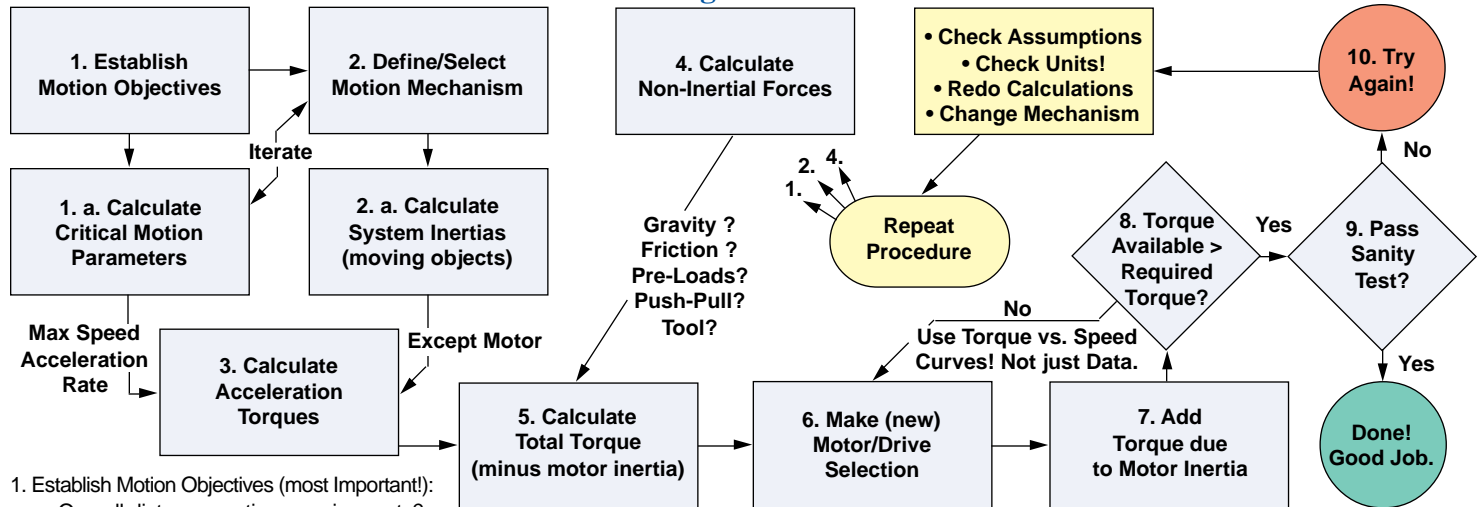 1. Establish
Motion Objectives
2. Define/Select
Motion Mechanism
4. Calculate
Non-Inertial Forces
• Check Assumptions
• Check Units!
• Redo Calculations
• Change Mechanism
10. Try
Again!
Iterate
No
1. a. Calculate
Critical Motion
Parameters
2. a. Calculate
System Inertias
(moving objects)
Gravity ?
Friction ?
Pre-Loads?
Push-Pull?
Tool?
1.
2.
4.
Repeat
Procedure
8. Torque
Available >
Required
Torque?
Yes
9. Pass
Sanity
Test?
Max Speed
Acceleration
Rate
Except Motor
No
Use Torque vs. Speed
Curves! Not just Data.
Yes
3. Calculate
Acceleration
Torques
5. Calculate
Total Torque
(minus motor inertia)
6. Make (new)
Motor/Drive
Selection
7. Add
Torque due
to Motor Inertia
Done!
Good Job.
1. Establish Motion Objectives (most Important!):